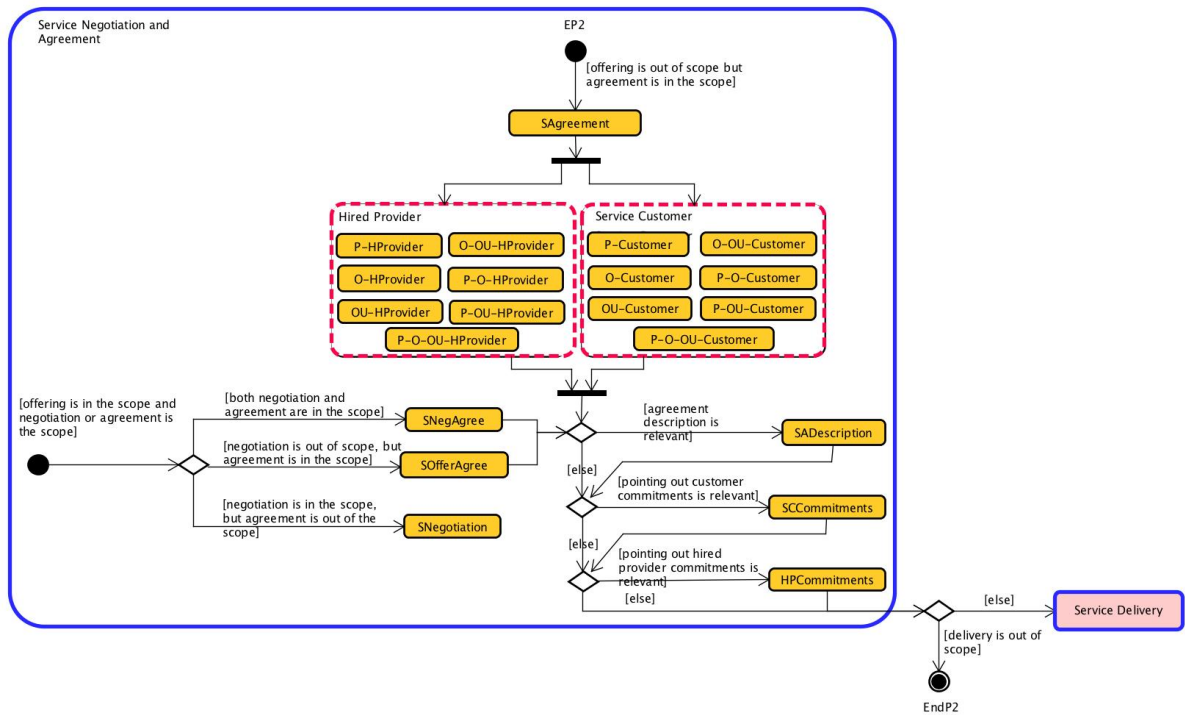 Service Negotiation and
Agreement
EP2
[offering is out of scope but
agreement is in the scope]
SAgreement
Hired Provider
P-HProvider
O-OU-HProvider
O-HProvider
P-O-HProvider
OU-HProvider
P-OU-HProvider
P-O-OU-HProvider
Service Customer
P-Customer
O-OU-Customer
O-Customer
P-O-Customer
OU-Customer
P-OU-Customer
P-O-OU-Customer
[offering is in the scope and
negotiation or agreement is
the scope]
[both negotiation and
agreement are in the scope]
SNegAgree
[negotiation is out of scope, but
agreement is in the scope]
SOfferAgree
[negotiation is in the scope,
but agreement is out of the
scope]
SNegotiation
[agreement
description is
relevant]
SADescription
[else]
[pointing out customer
commitments is relevant]
SCCommitments
[else]
[pointing out hired
provider commitments is
relevant]
HPCommitments
[else]
[else]
Service Delivery
[delivery is out of
scope]
EndP2